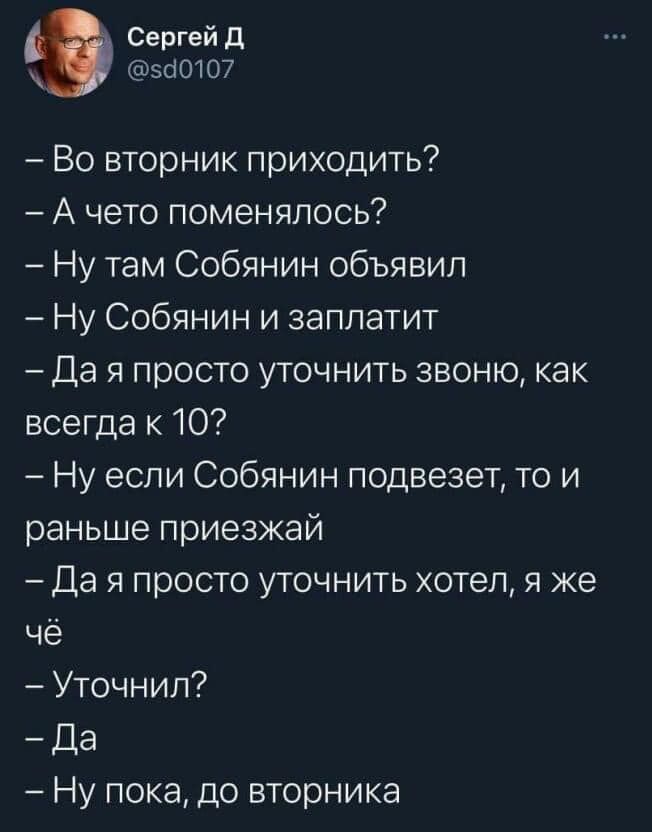 Сергей Д
@sd0107
– Во вторник приходить?
– А чето поменялось?
– Ну там Собянин объявил
– Ну Собянин и заплатит
– Да я просто уточнить звоню, как
всегда к 10?
– Ну если Собянин подвезет, то и
раньше приезжай
– Да я просто уточнить хотел, я же
чё
– Уточнил?
– Да
– Ну пока, до вторника